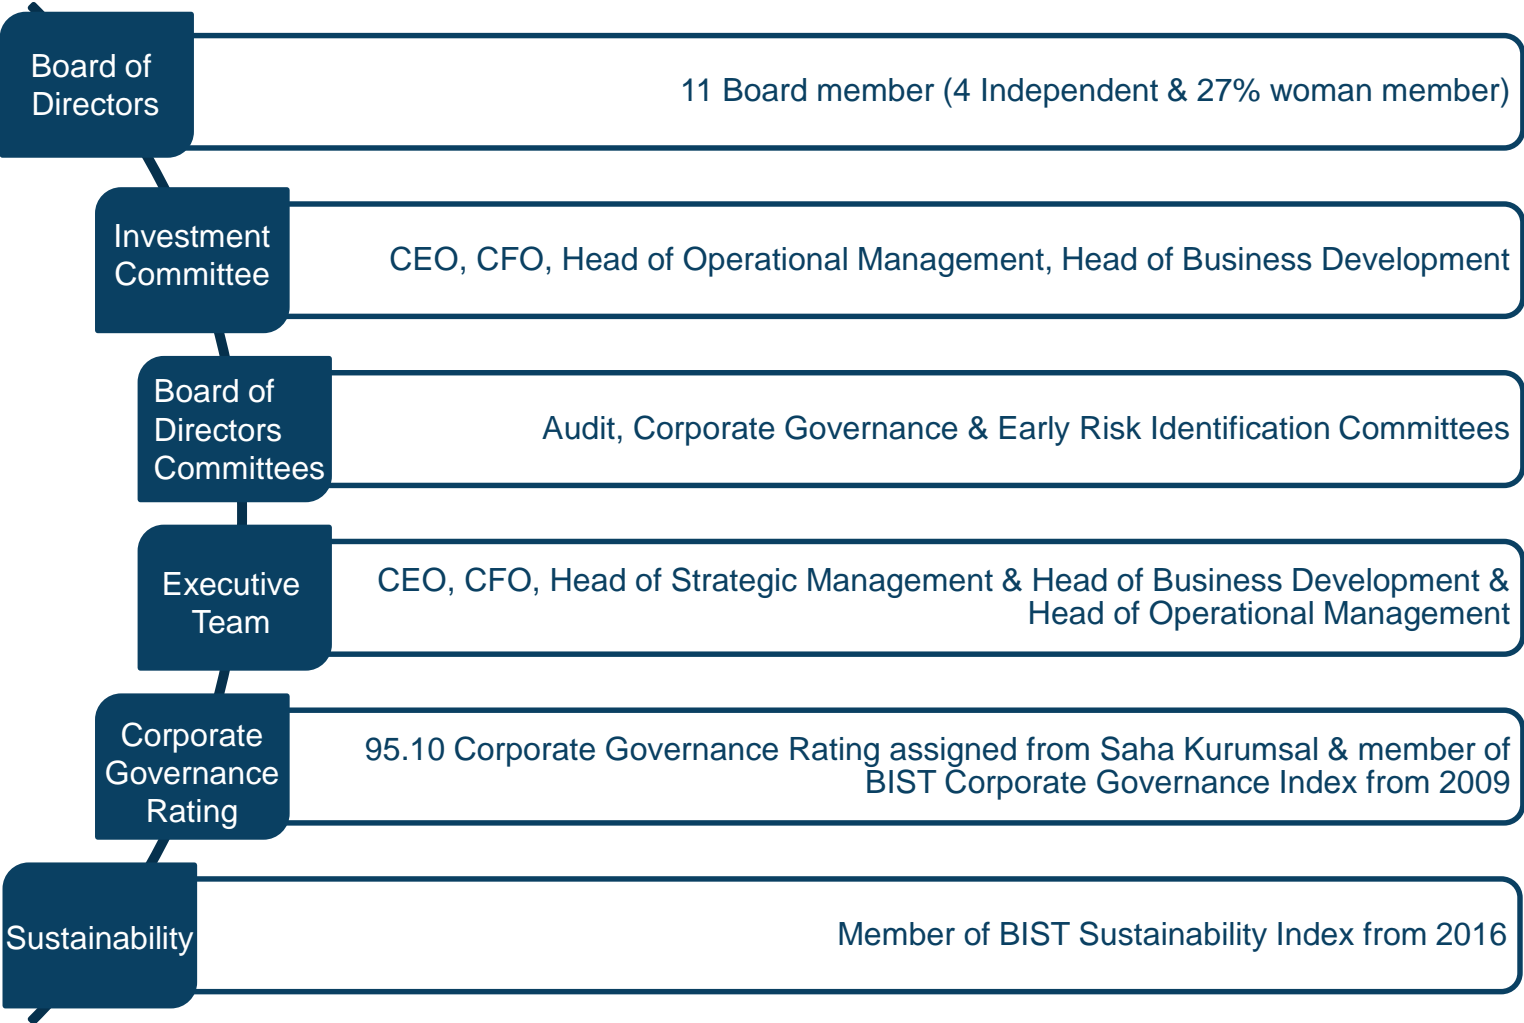 Board of
Directors
11 Board member (4 Independent & 27% woman member)
Investment
Committee
CEO, CFO, Head of Operational Management, Head of Business Development
Board of
Directors
Committees
Audit, Corporate Governance & Early Risk Identification Committees
Executive
Team
CEO, CFO, Head of Strategic Management & Head of Business Development &
Head of Operational Management
Corporate
Governance
Rating
95.10 Corporate Governance Rating assigned from Saha Kurumsal & member of
BIST Corporate Governance Index from 2009
Sustainability
Member of BIST Sustainability Index from 2016